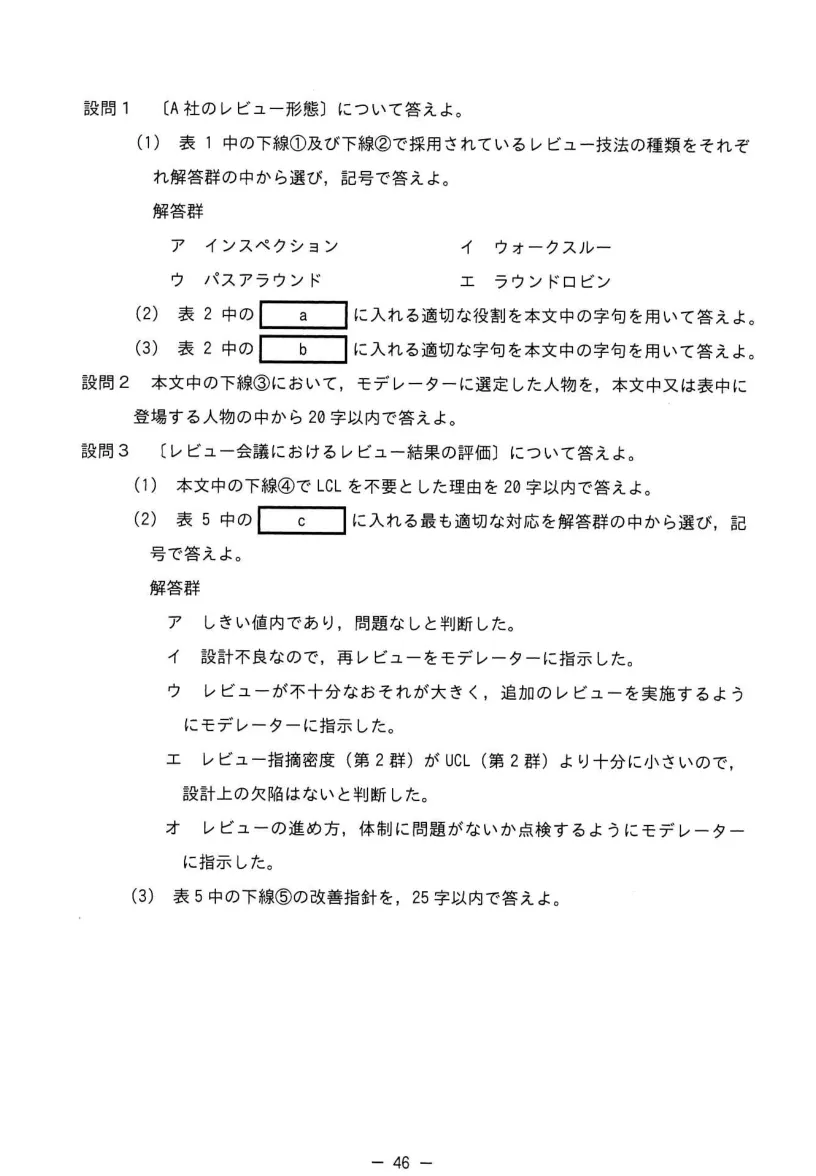 設問1　〔A社のレビュー形態〕について答えよ。
(1)　表1中の下線①及び下線②で採用されているレビュー技法の種類をそれぞ
れ解答群の中から選び，記号で答えよ。
解答群
ア　インスペクション　　イ　ウォークスルー
ウ　パスアラウンド　　エ　ラウンドロビン
(2)　表2中の　a　に入れる適切な役割を本文中の字句を用いて答えよ。
(3)　表2中の　b　に入れる適切な字句を本文中の字句を用いて答えよ。
設問2　本文中の下線③において，モデレーターに選定した人物を，本文中又は表中に
登場する人物の中から20字以内で答えよ。
設問3　〔レビュー会議におけるレビュー結果の評価〕について答えよ。
(1)　本文中の下線④でLCLを不要とした理由を20字以内で答えよ。
(2)　表5中の　c　に入れる最も適切な対応を解答群の中から選び，記
号で答えよ。
解答群
ア　しきい値内であり，問題なしと判断した。
イ　設計不良なので，再レビューをモデレーターに指示した。
ウ　レビューが不十分なおそれが大きく，追加のレビューを実施するよう
にモデレーターに指示した。
エ　レビュー指摘密度（第2群）がUCL（第2群）より十分に小さいので，
設計上の欠陥はないと判断した。
オ　レビューの進め方，体制に問題がないか点検するようにモデレーター
に指示した。
(3)　表5中の下線⑤の改善指針を，25字以内で答えよ。
－ 46 －